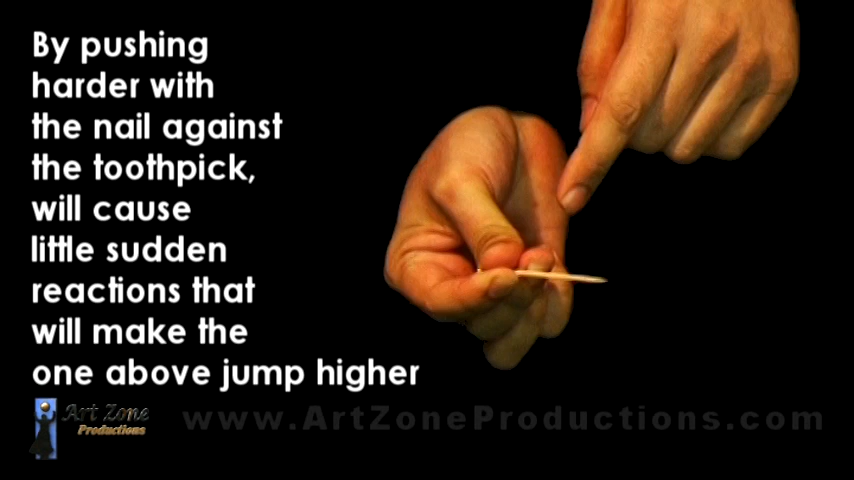 By pushing
harder with
the nail against
the toothpick,
will cause
little sudden
reactions that
will make the
one above jump higher
Art Zone
Productions
www.ArtZoneProductions.com